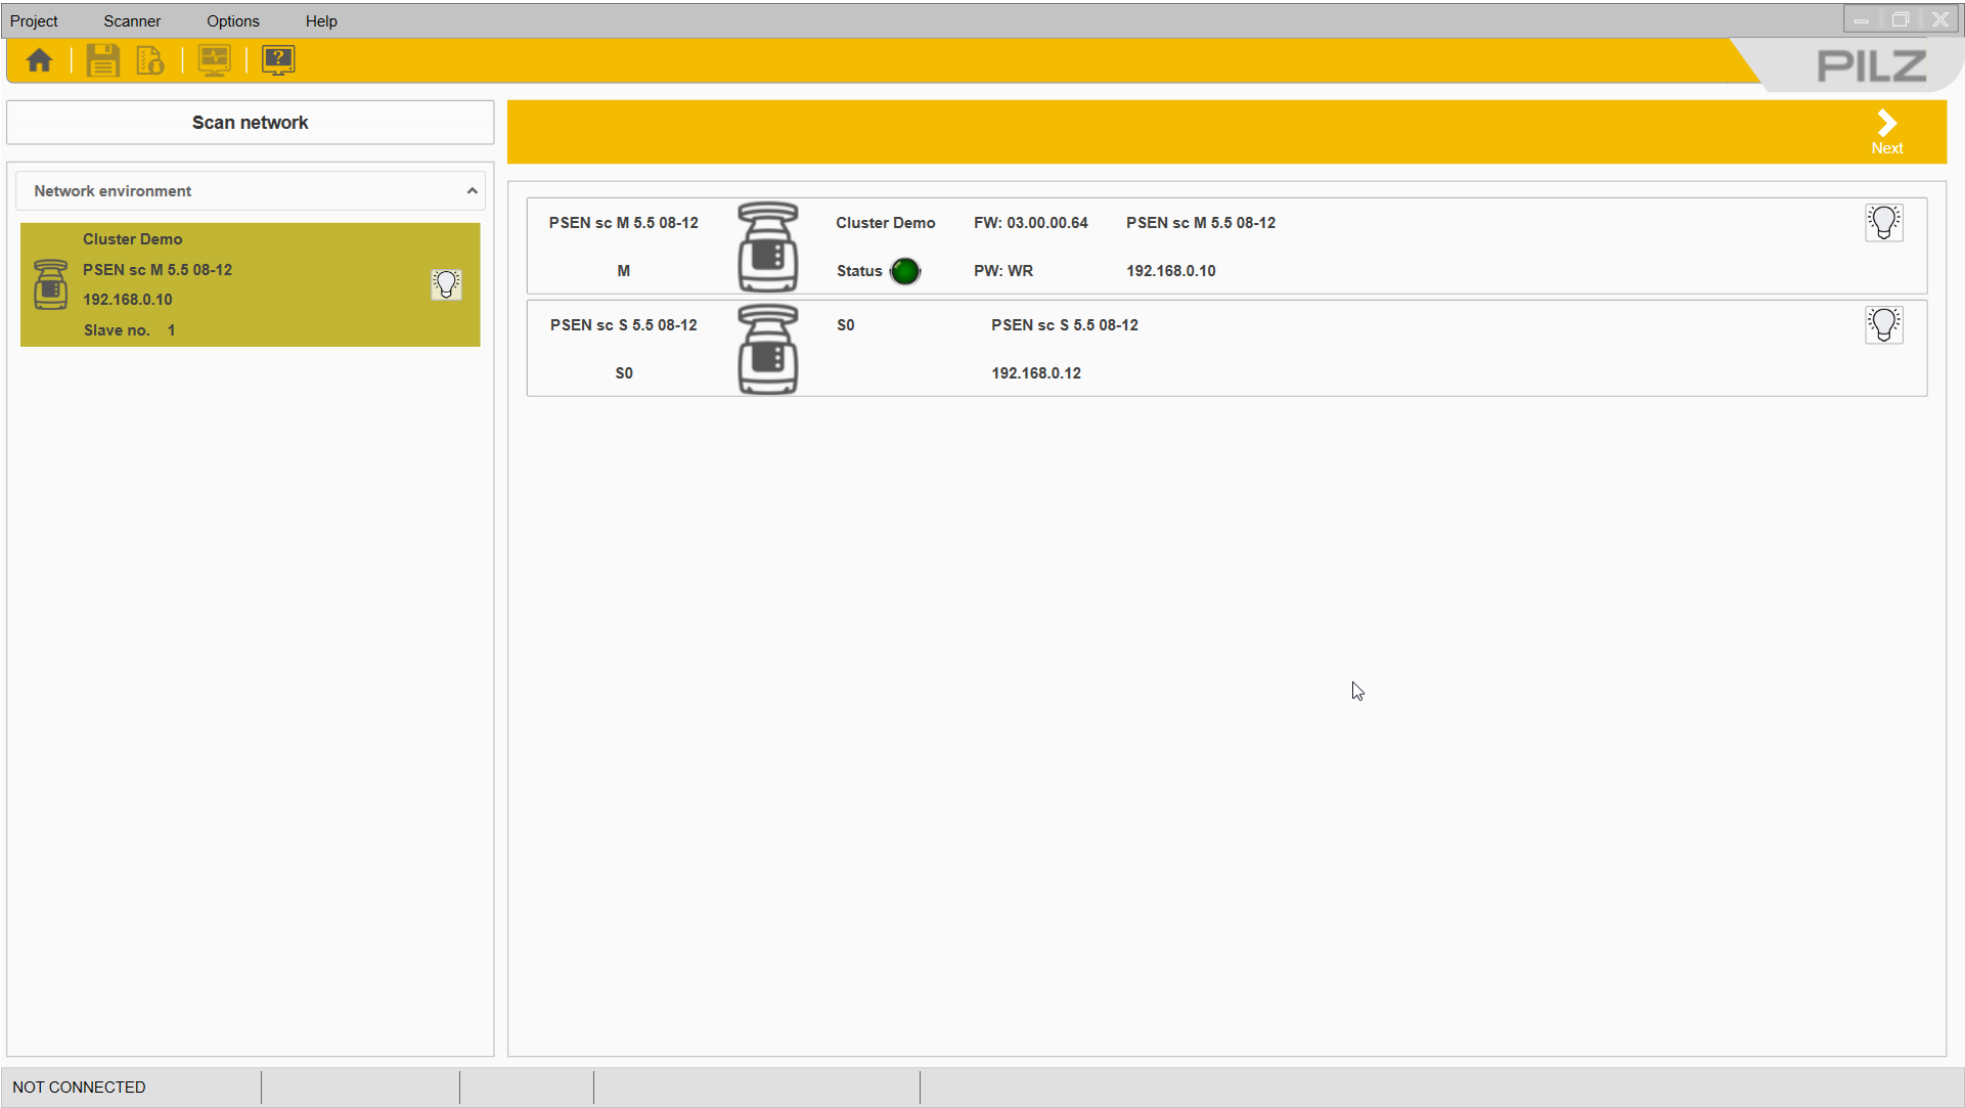 Project Scanner Options Help
?
PILZ
Scan network
Next
Network environment
Cluster Demo
PSEN sc M 5.5 08-12
192.168.0.10
Slave no. 1
PSEN sc M 5.5 08-12 Cluster Demo FW: 03.00.00.64 PSEN sc M 5.5 08-12
M Status PW: WR 192.168.0.10
PSEN sc S 5.5 08-12 S0 PSEN sc S 5.5 08-12
S0 192.168.0.12
NOT CONNECTED